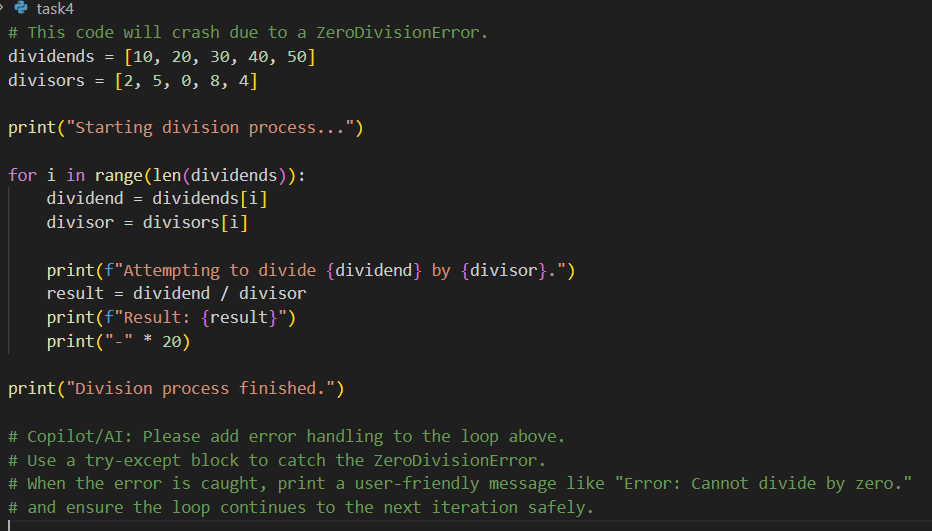 task4
# This code will crash due to a ZeroDivisionError.
dividends = [10, 20, 30, 40, 50]
divisors = [2, 5, 0, 8, 4]
print("Starting division process...")
for i in range(len(dividends)):
    dividend = dividends[i]
    divisor = divisors[i]
    print(f"Attempting to divide {dividend} by {divisor}.")
    result = dividend / divisor
    print(f"Result: {result}")
    print("-" * 20)
print("Division process finished.")
# Copilot/AI: Please add error handling to the loop above.
# Use a try-except block to catch the ZeroDivisionError.
# When the error is caught, print a user-friendly message like "Error: Cannot divide by zero."
# and ensure the loop continues to the next iteration safely.